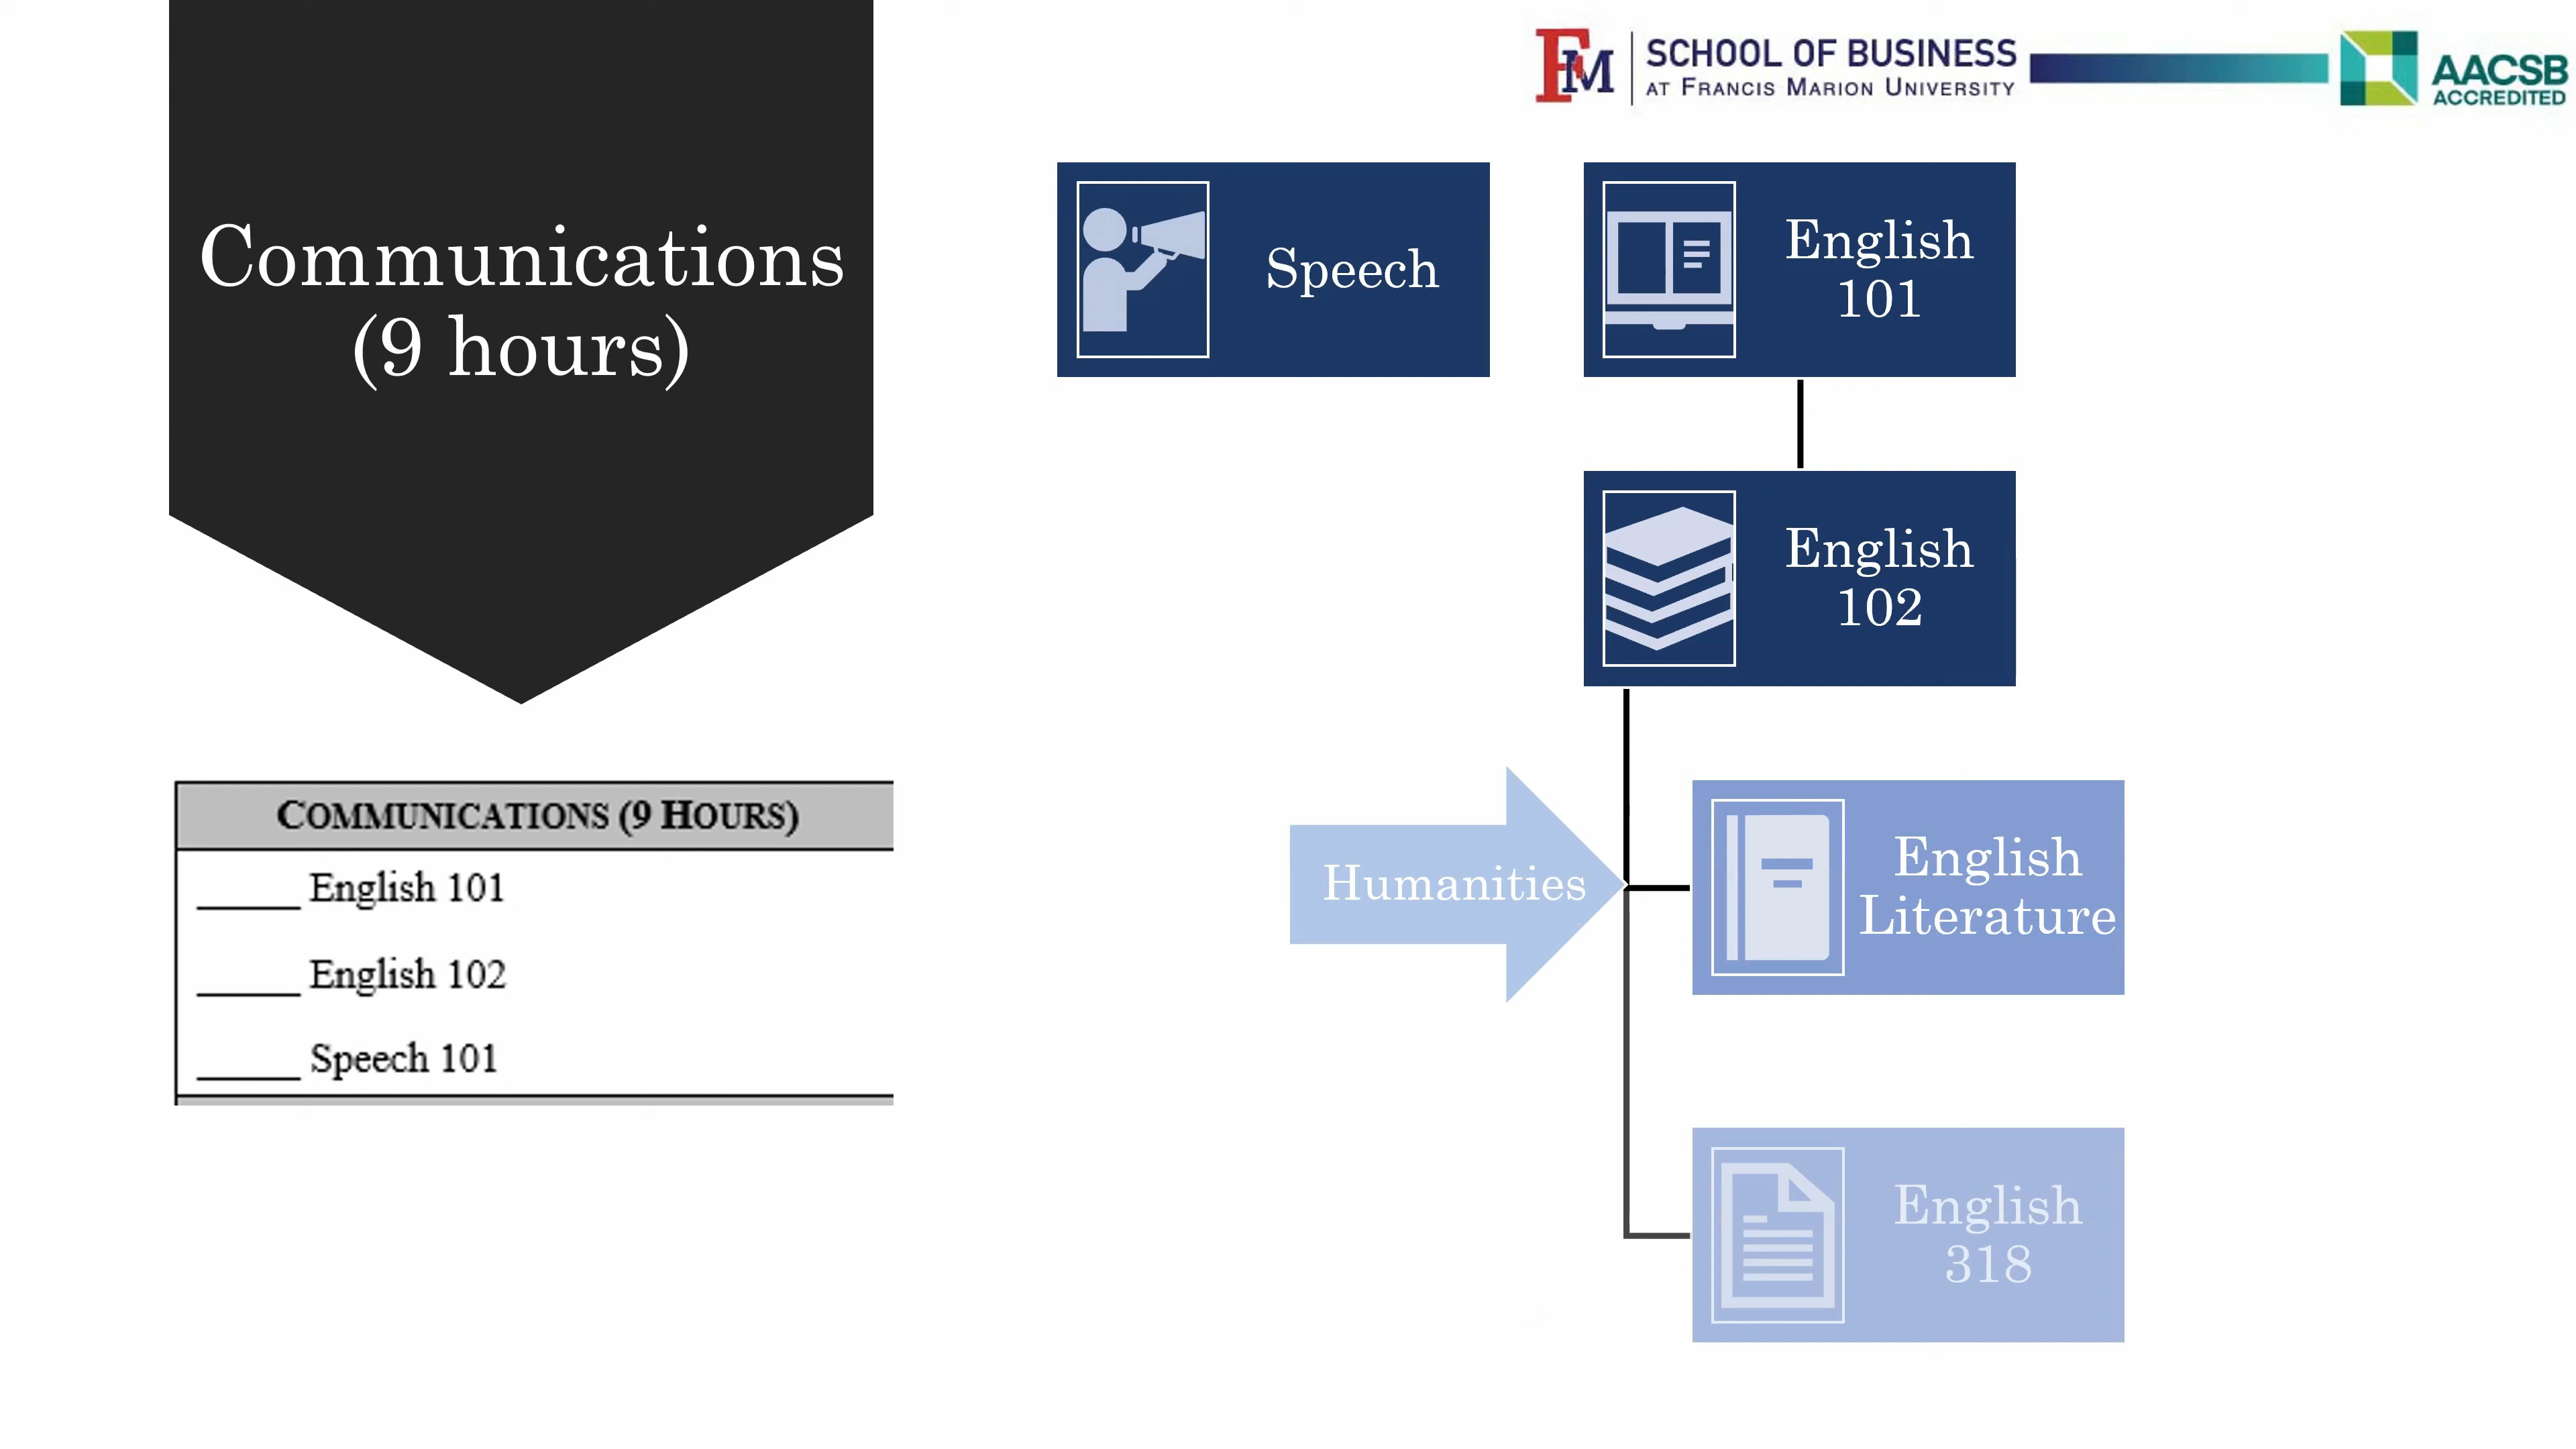 FM
SCHOOL OF BUSINESS
AT FRANCIS MARION UNIVERSITY
AACSB
ACCREDITED
Communications
(9 hours)
Speech
English
101
English
102
Humanities
English
Literature
English
318
COMMUNICATIONS (9 HOURS)
_____ English 101
_____ English 102
_____ Speech 101